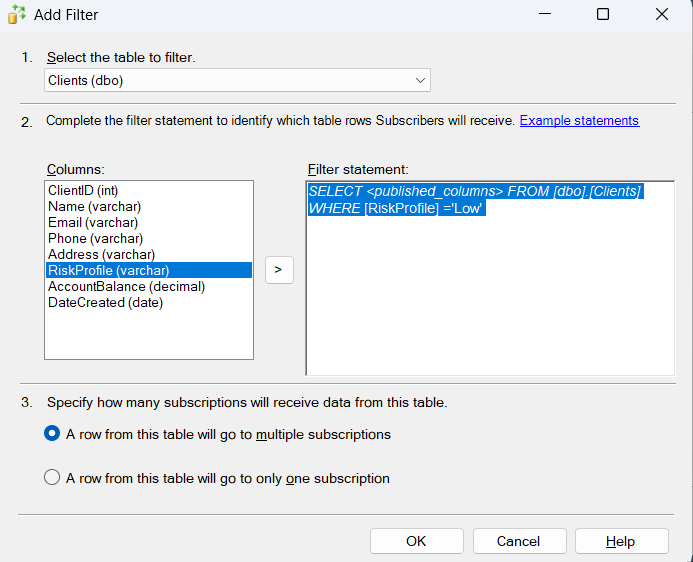 Add Filter
1. Select the table to filter.
Clients (dbo)
2. Complete the filter statement to identify which table rows Subscribers will receive. Example statements
Columns:
ClientID (int)
Name (varchar)
Email (varchar)
Phone (varchar)
Address (varchar)
RiskProfile (varchar)
AccountBalance (decimal)
DateCreated (date)
>
Filter statement:
SELECT <published_columns> FROM [dbo].[Clients]
WHERE [RiskProfile] ='Low'
3. Specify how many subscriptions will receive data from this table.
A row from this table will go to multiple subscriptions
A row from this table will go to only one subscription
OK Cancel Help